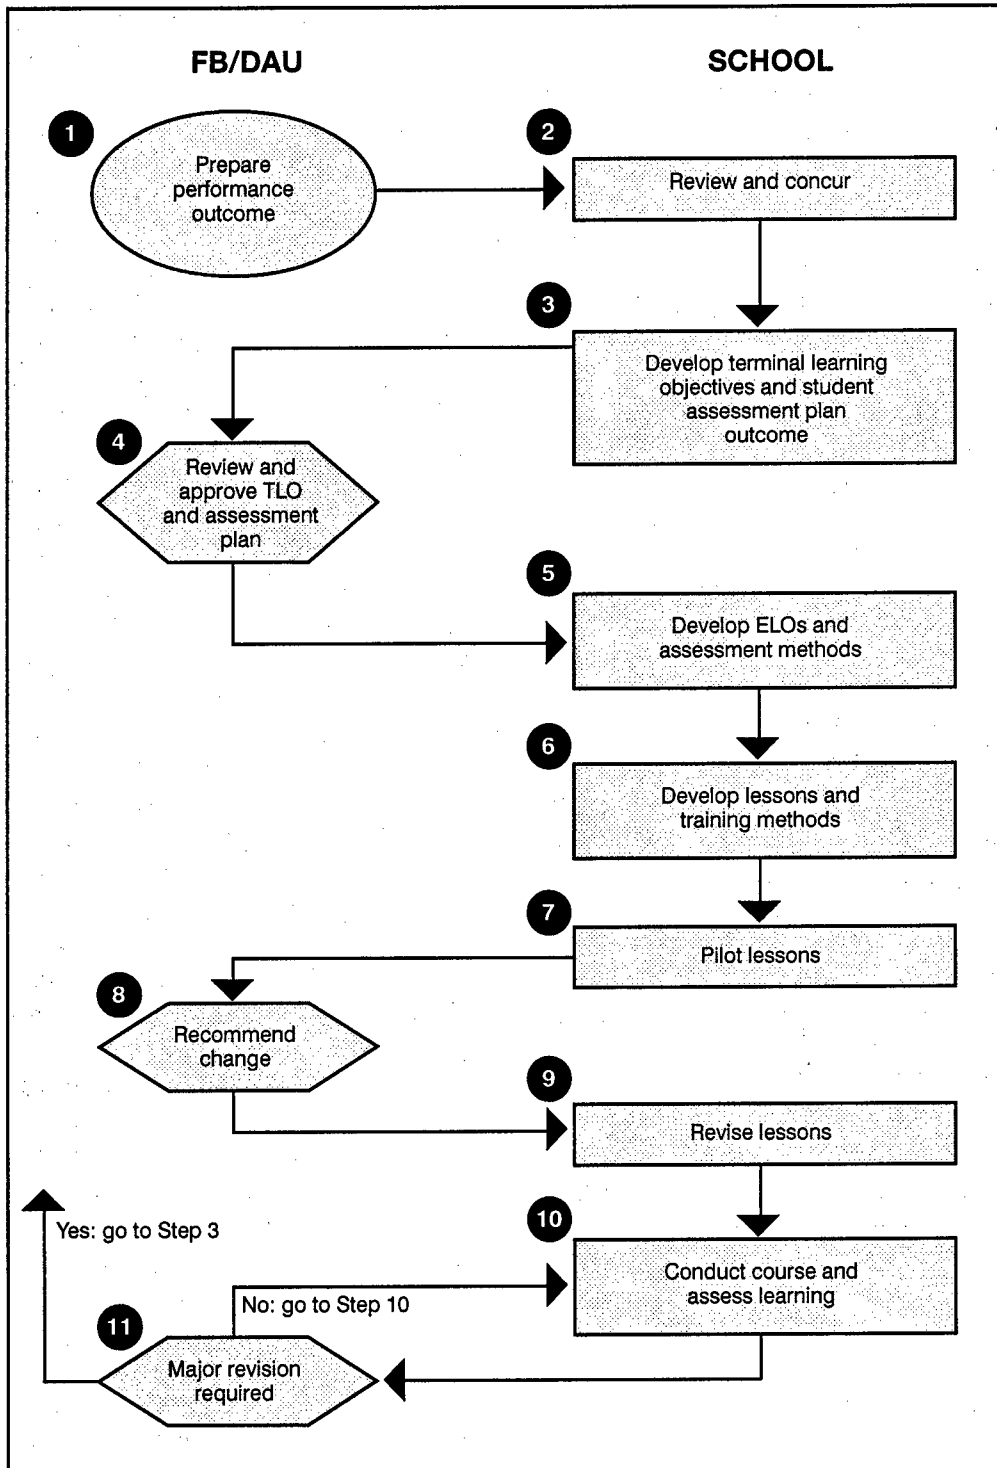 FB/DAU
SCHOOL
1
Prepare
performance
outcome
2
Review and concur
3
Develop terminal learning
objectives and student
assessment plan
outcome
4
Review and
approve TLO
and assessment
plan
5
Develop ELOs and
assessment methods
6
Develop lessons and
training methods
7
Pilot lessons
8
Recommend
change
9
Revise lessons
10
Conduct course and
assess learning
Yes: go to Step 3
No: go to Step 10
11
Major revision
required